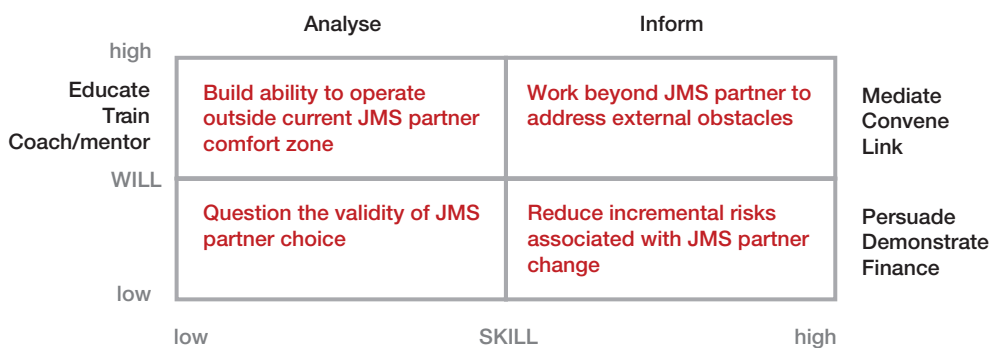 Analyse
Inform
high
Educate
Train
Coach/mentor
Build ability to operate
outside current JMS partner
comfort zone
Work beyond JMS partner to
address external obstacles
Mediate
Convene
Link
WILL
Question the validity of JMS
partner choice
Reduce incremental risks
associated with JMS partner
change
Persuade
Demonstrate
Finance
low
low
SKILL
high